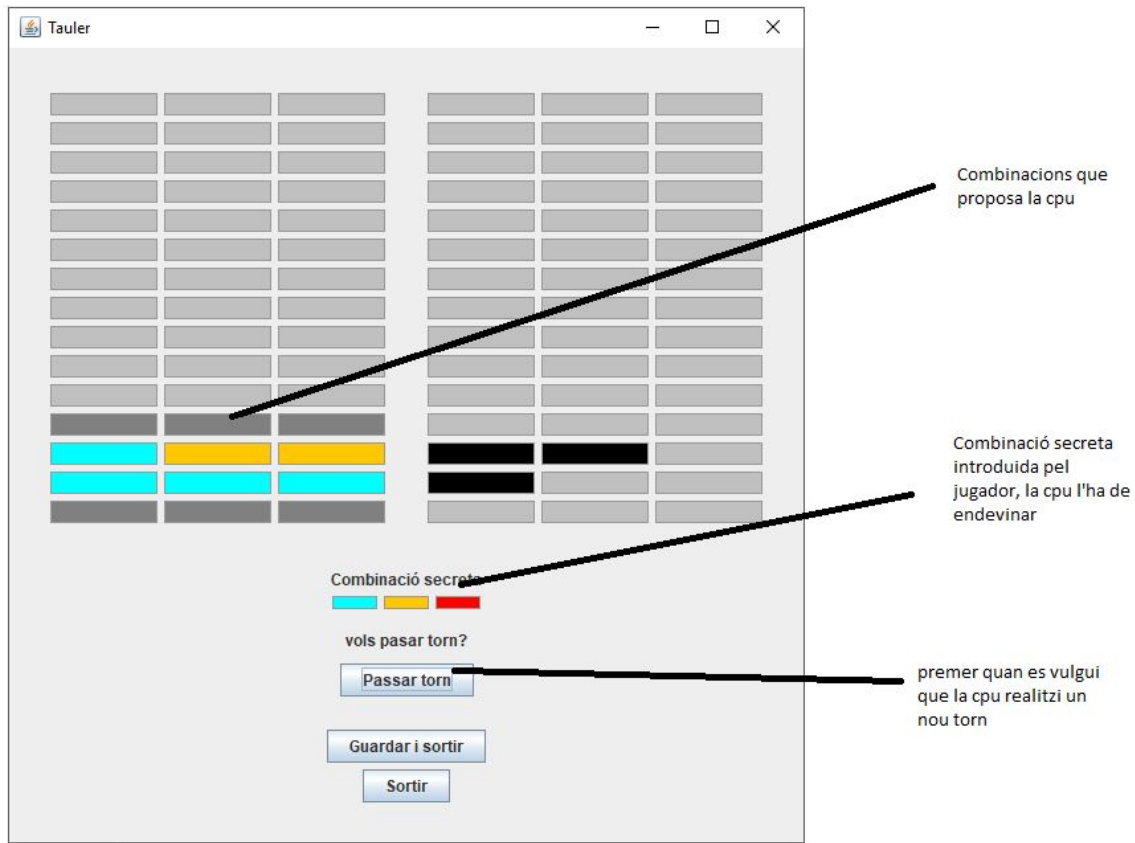 Tauler
Combinacions que
proposa la cpu
Combinació secreta
introduida pel
jugador, la cpu l'ha de
endevinar
Combinació secreta
vols pasar torn?
Passar torn
premer quan es vulgui
que la cpu realitzi un
nou torn
Guardar i sortir
Sortir